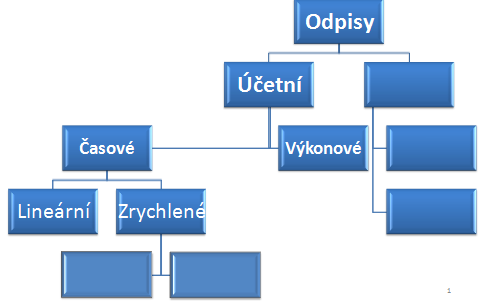 Odpisy
Účetní
Časové
Výkonové
Lineární
Zrychlené
1